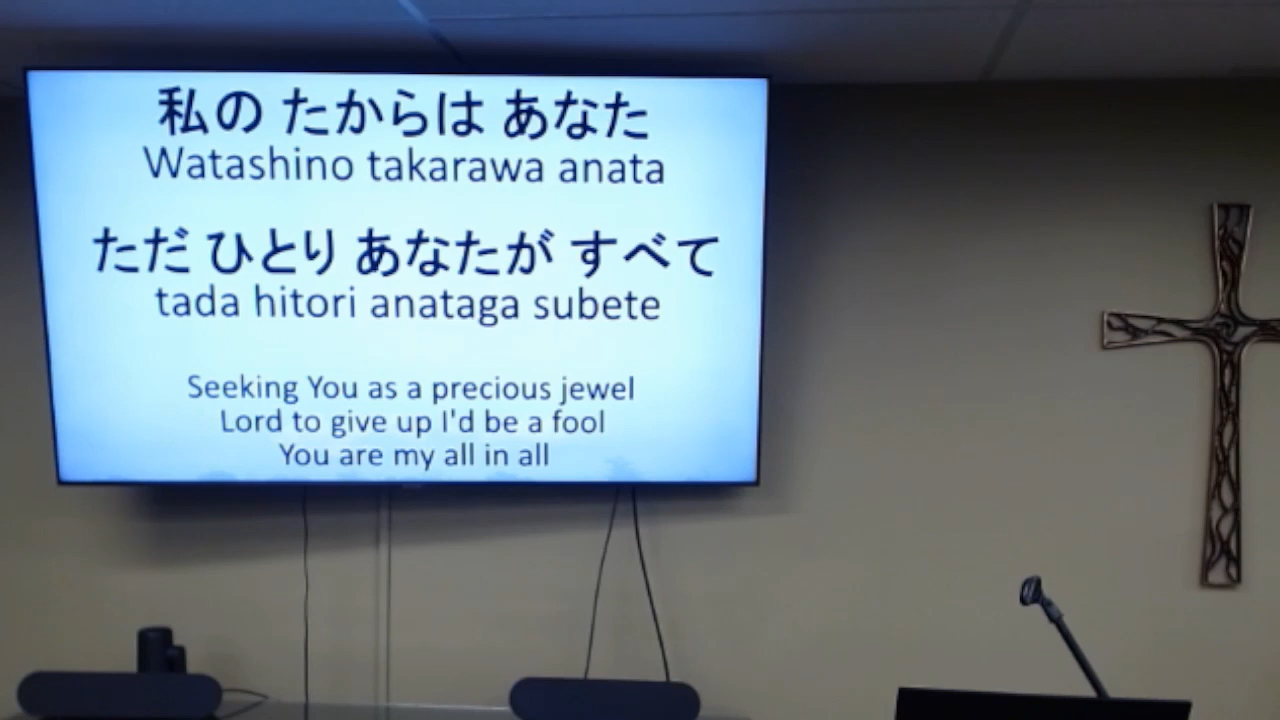 私の たからは あなた
Watashino takarawa anata
ただ ひとり あなたが すべて
tada hitori anataga subete
Seeking You as a precious jewel
Lord to give up I'd be a fool
You are my all in all